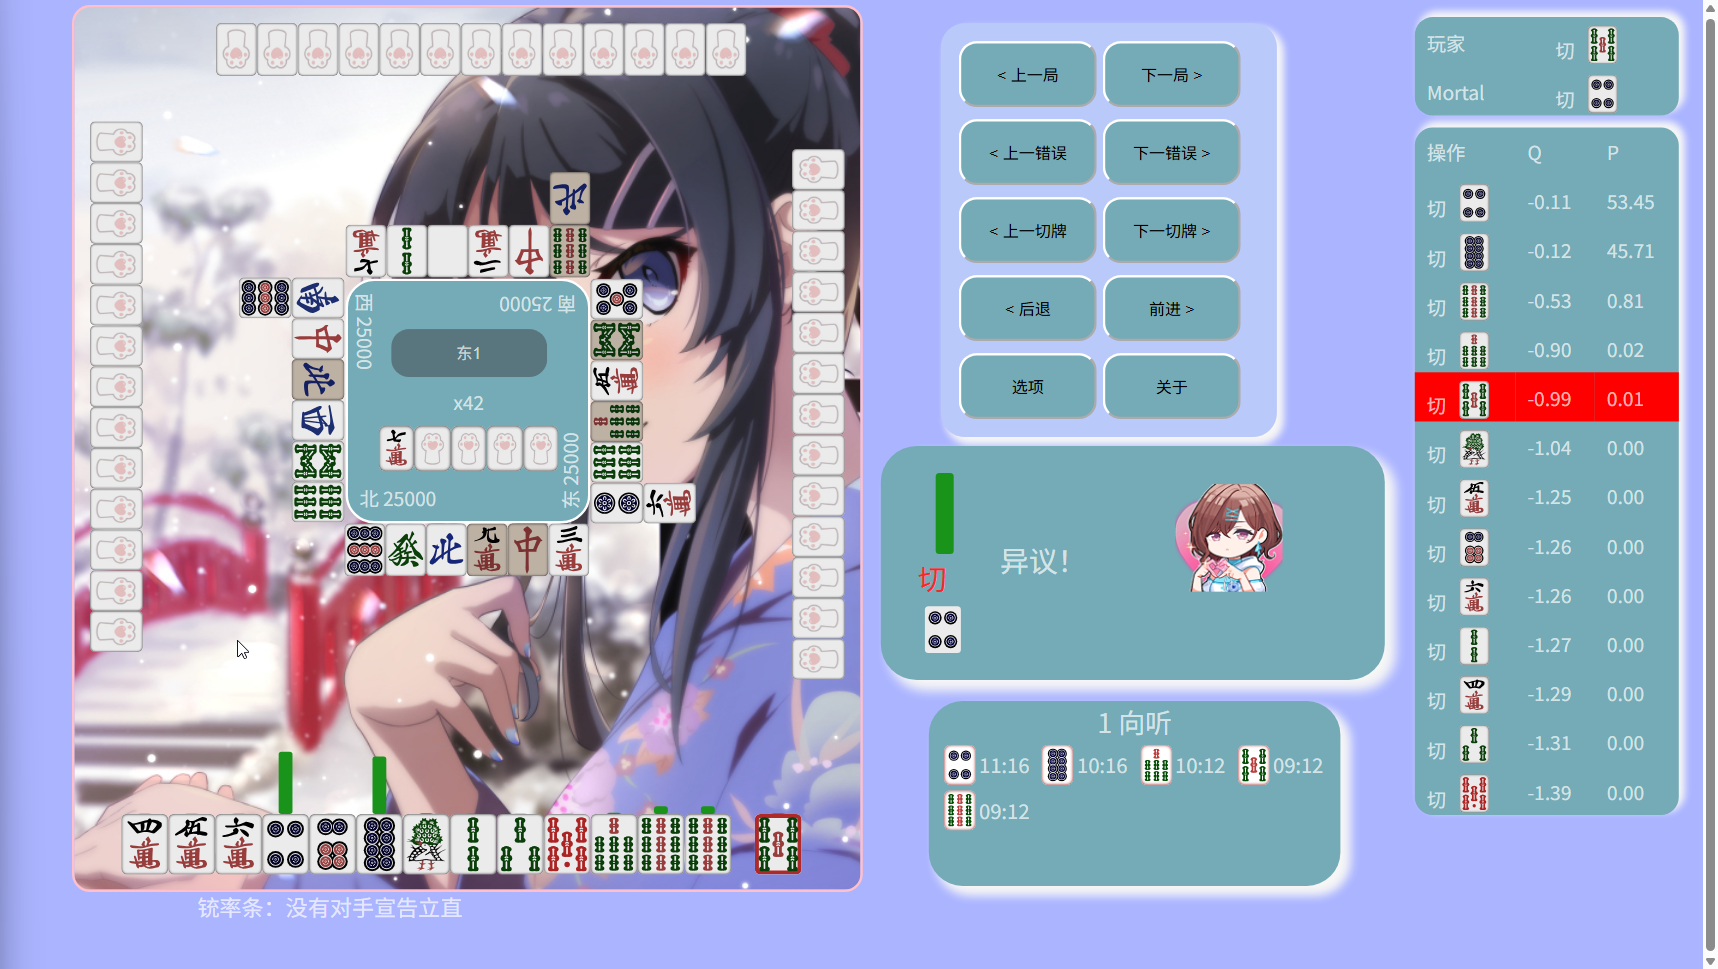 西 25000
南 25000
东1
x42
北 25000
东 25000
铳率条：没有对手宣告立直
< 上一局
下一局 >
< 上一错误
下一错误 >
< 上一切牌
下一切牌 >
< 后退
前进 >
选项
关于
切
异议！
1 向听
11:16
10:16
10:12
09:12
09:12
玩家 切
Mortal 切
操作 Q P
切 -0.11 53.45
切 -0.12 45.71
切 -0.53 0.81
切 -0.90 0.02
切 -0.99 0.01
切 -1.04 0.00
切 -1.25 0.00
切 -1.26 0.00
切 -1.26 0.00
切 -1.27 0.00
切 -1.29 0.00
切 -1.31 0.00
切 -1.39 0.00